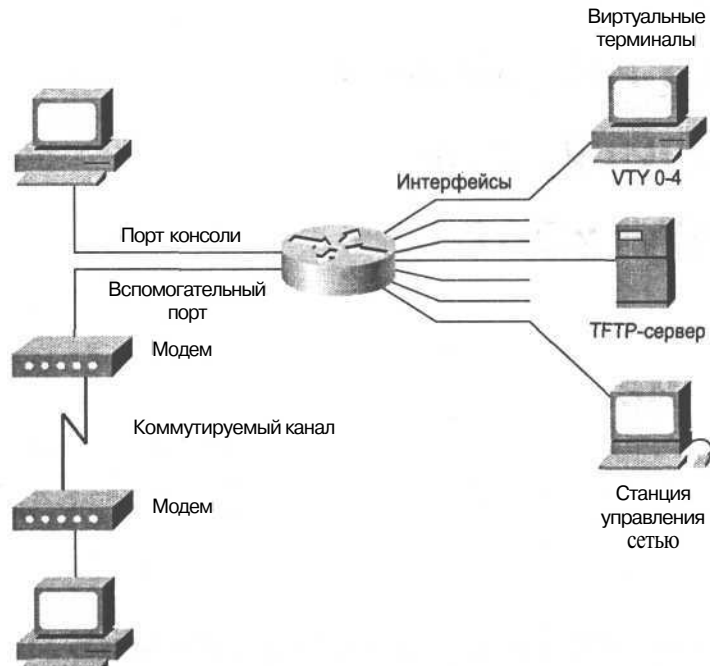 Виртуальные
терминалы
VTY 0-4
Интерфейсы
Порт консоли
Вспомогательный
порт
TFTP-сервер
Модем
Коммутируемый канал
Модем
Станция
управления
сетью